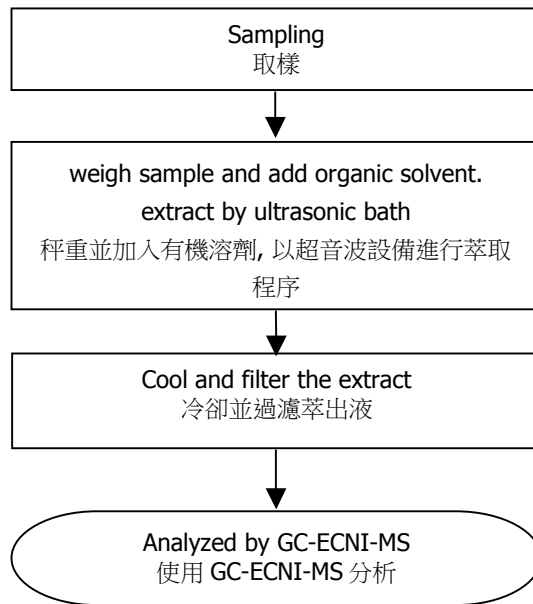 Sampling
取樣
weigh sample and add organic solvent.
extract by ultrasonic bath
秤重並加入有機溶劑, 以超音波設備進行萃取
程序
Cool and filter the extract
冷卻並過濾萃出液
Analyzed by GC-ECNI-MS
使用 GC-ECNI-MS 分析